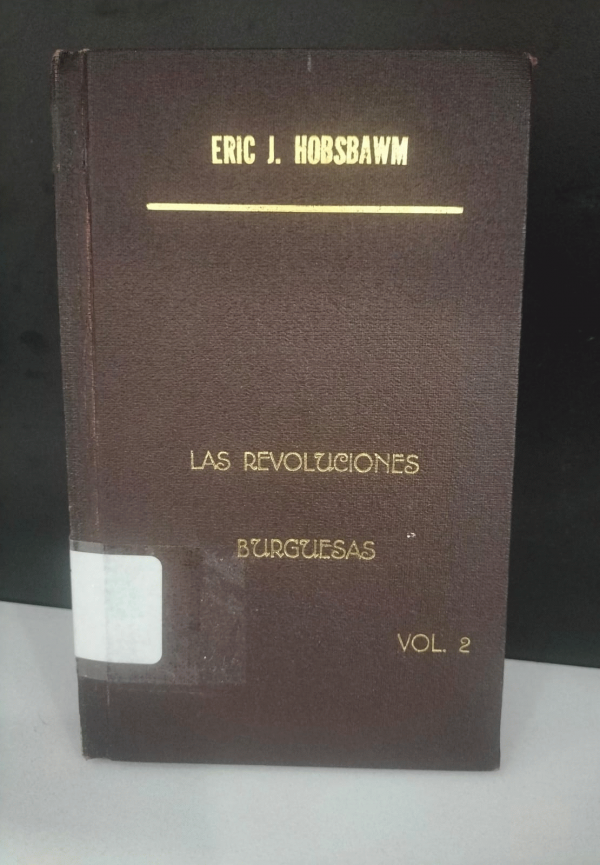 ERIC J. HOBSBAWM
LAS REVOLUCIONES
BURGUESAS
VOL. 2